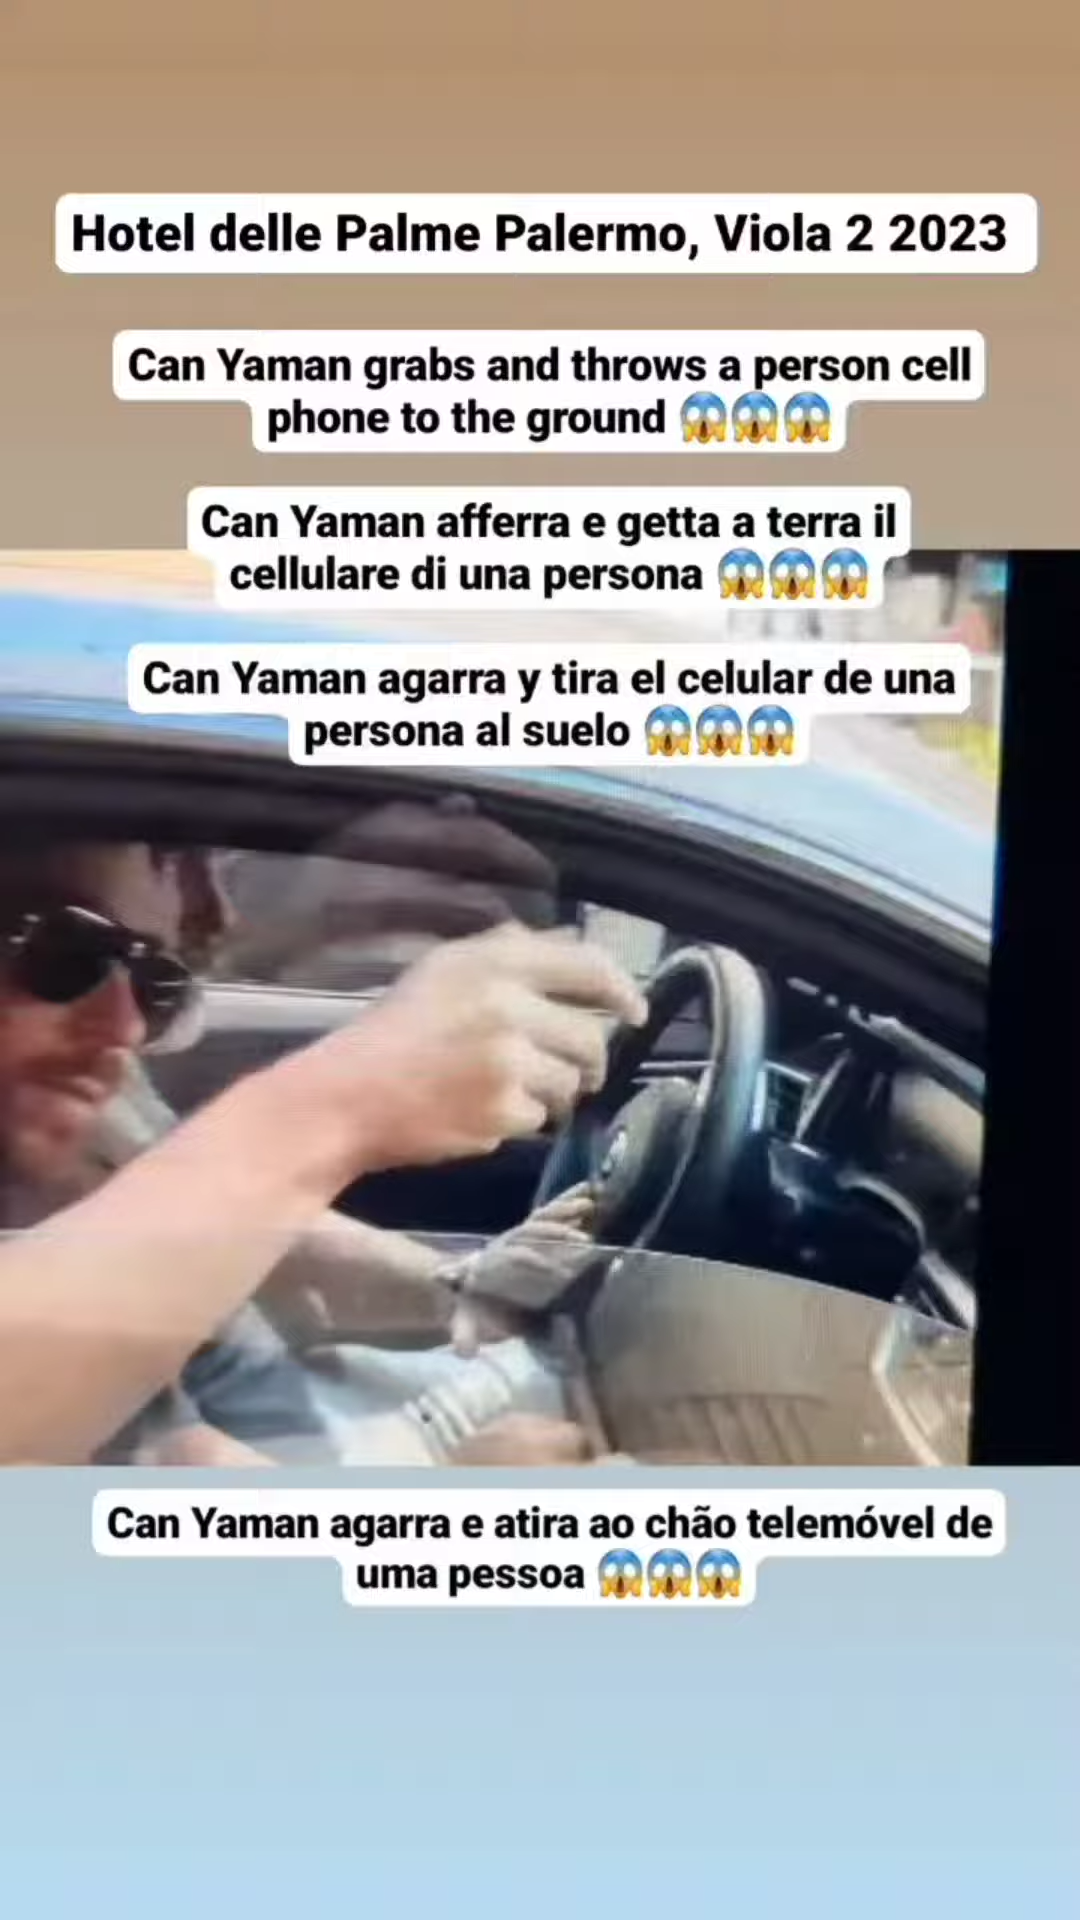 Hotel delle Palme Palermo, Viola 2 2023
Can Yaman grabs and throws a person cell
phone to the ground 😱😱😱
Can Yaman afferra e getta a terra il
cellulare di una persona 😱😱😱
Can Yaman agarra y tira el celular de una
persona al suelo 😱😱😱
Can Yaman agarra e atira ao chão telemóvel de
uma pessoa 😱😱😱